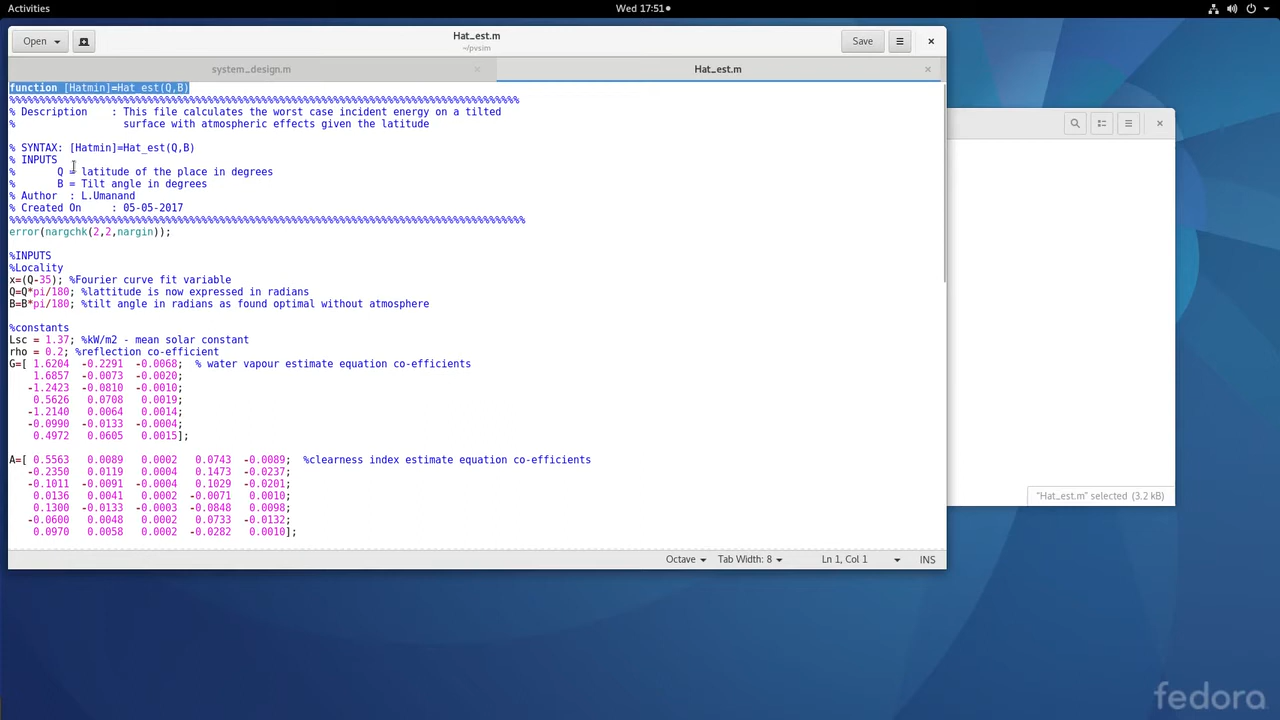 Activities
Wed 17:51
Open
Hat_est.m
~/pvsim
Save
system_design.m
Hat_est.m
function [Hatmin]=Hat_est(Q,B)
%%%%%%%%%%%%%%%%%%%%%%%%%%%%%%%%%%%%%%%%%%%%%%%%%%%%%%%%%%%%%%%%%%%%%%%%%%%%%%%%%%%%%%%
% Description : This file calculates the worst case incident energy on a tilted
% surface with atmospheric effects given the latitude
% SYNTAX: [Hatmin]=Hat_est(Q,B)
% INPUTS
% Q = latitude of the place in degrees
% B = Tilt angle in degrees
% Author : L.Umanand
% Created On : 05-05-2017
%%%%%%%%%%%%%%%%%%%%%%%%%%%%%%%%%%%%%%%%%%%%%%%%%%%%%%%%%%%%%%%%%%%%%%%%%%%%%%%%%%%%%%%%
error(nargchk(2,2,nargin));
%INPUTS
%Locality
x=(Q-35); %Fourier curve fit variable
Q=Q*pi/180; %lattitude is now expressed in radians
B=B*pi/180; %tilt angle in radians as found optimal without atmosphere
%constants
Lsc = 1.37; %kW/m2 - mean solar constant
rho = 0.2; %reflection co-efficient
G=[ 1.6204 -0.2291 -0.0068; % water vapour estimate equation co-efficients
1.6857 -0.0073 -0.0020;
-1.2423 -0.0810 -0.0010;
0.5626 0.0708 0.0019;
-1.2140 0.0064 0.0014;
-0.0990 -0.0133 -0.0004;
0.4972 0.0605 0.0015];
A=[ 0.5563 0.0089 0.0002 0.0743 -0.0089; %clearness index estimate equation co-efficients
-0.2350 0.0119 0.0004 0.1473 -0.0237;
-0.1011 -0.0091 -0.0004 0.1029 -0.0201;
0.0136 0.0041 0.0002 -0.0071 0.0010;
0.1300 -0.0133 -0.0003 -0.0848 0.0098;
-0.0600 0.0048 0.0002 0.0733 -0.0132;
0.0970 0.0058 0.0002 -0.0282 0.0010];
"Hat_est.m" selected (3.2 kB)
Octave
Tab Width: 8
Ln 1, Col 1
INS
fedora